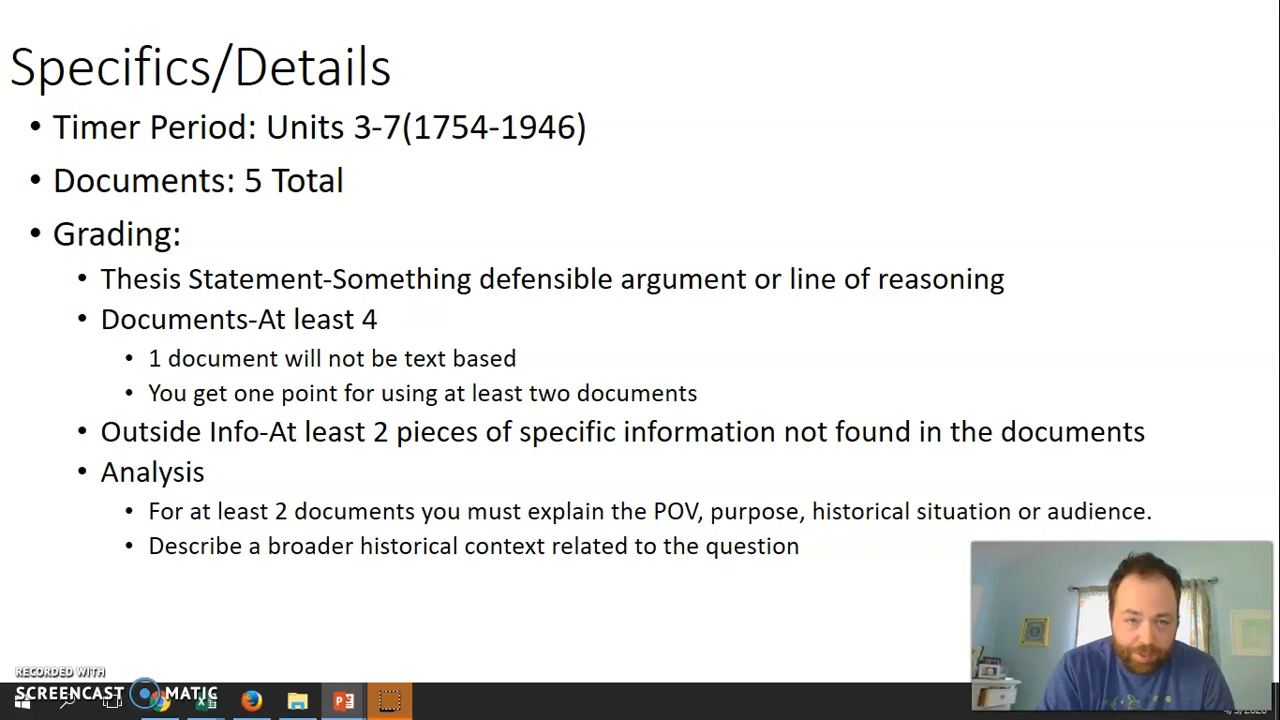 Specifics/Details
• Timer Period: Units 3-7(1754-1946)
• Documents: 5 Total
• Grading:
• Thesis Statement-Something defensible argument or line of reasoning
• Documents-At least 4
• 1 document will not be text based
• You get one point for using at least two documents
• Outside Info-At least 2 pieces of specific information not found in the documents
• Analysis
• For at least 2 documents you must explain the POV, purpose, historical situation or audience.
• Describe a broader historical context related to the question
RECORDED WITH
SCREENCAST MATIC